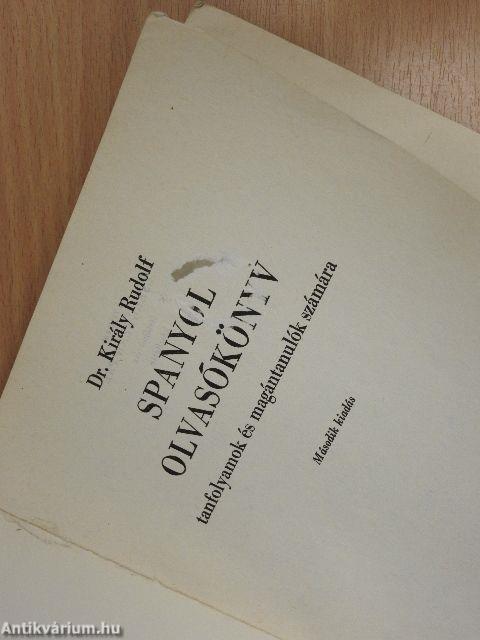 Dr. Király Rudolf
SPANYOL
OLVASÓKÖNYV
tanfolyamok és magántanulók számára
Második kiadás
Antikvárium.hu